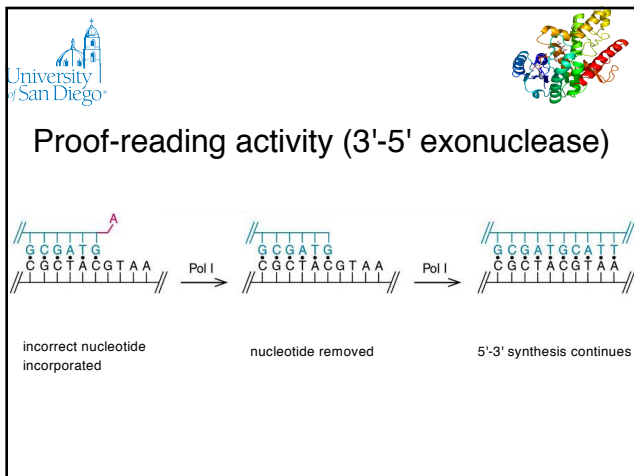 University
of San Diego®
Proof-reading activity (3'-5' exonuclease)
A
G C G A T G
C G C T A C G T A A
Pol I
G C G A T G
C G C T A C G T A A
Pol I
G C G A T G C A T T
C G C T A C G T A A
incorrect nucleotide
incorporated
nucleotide removed
5'-3' synthesis continues